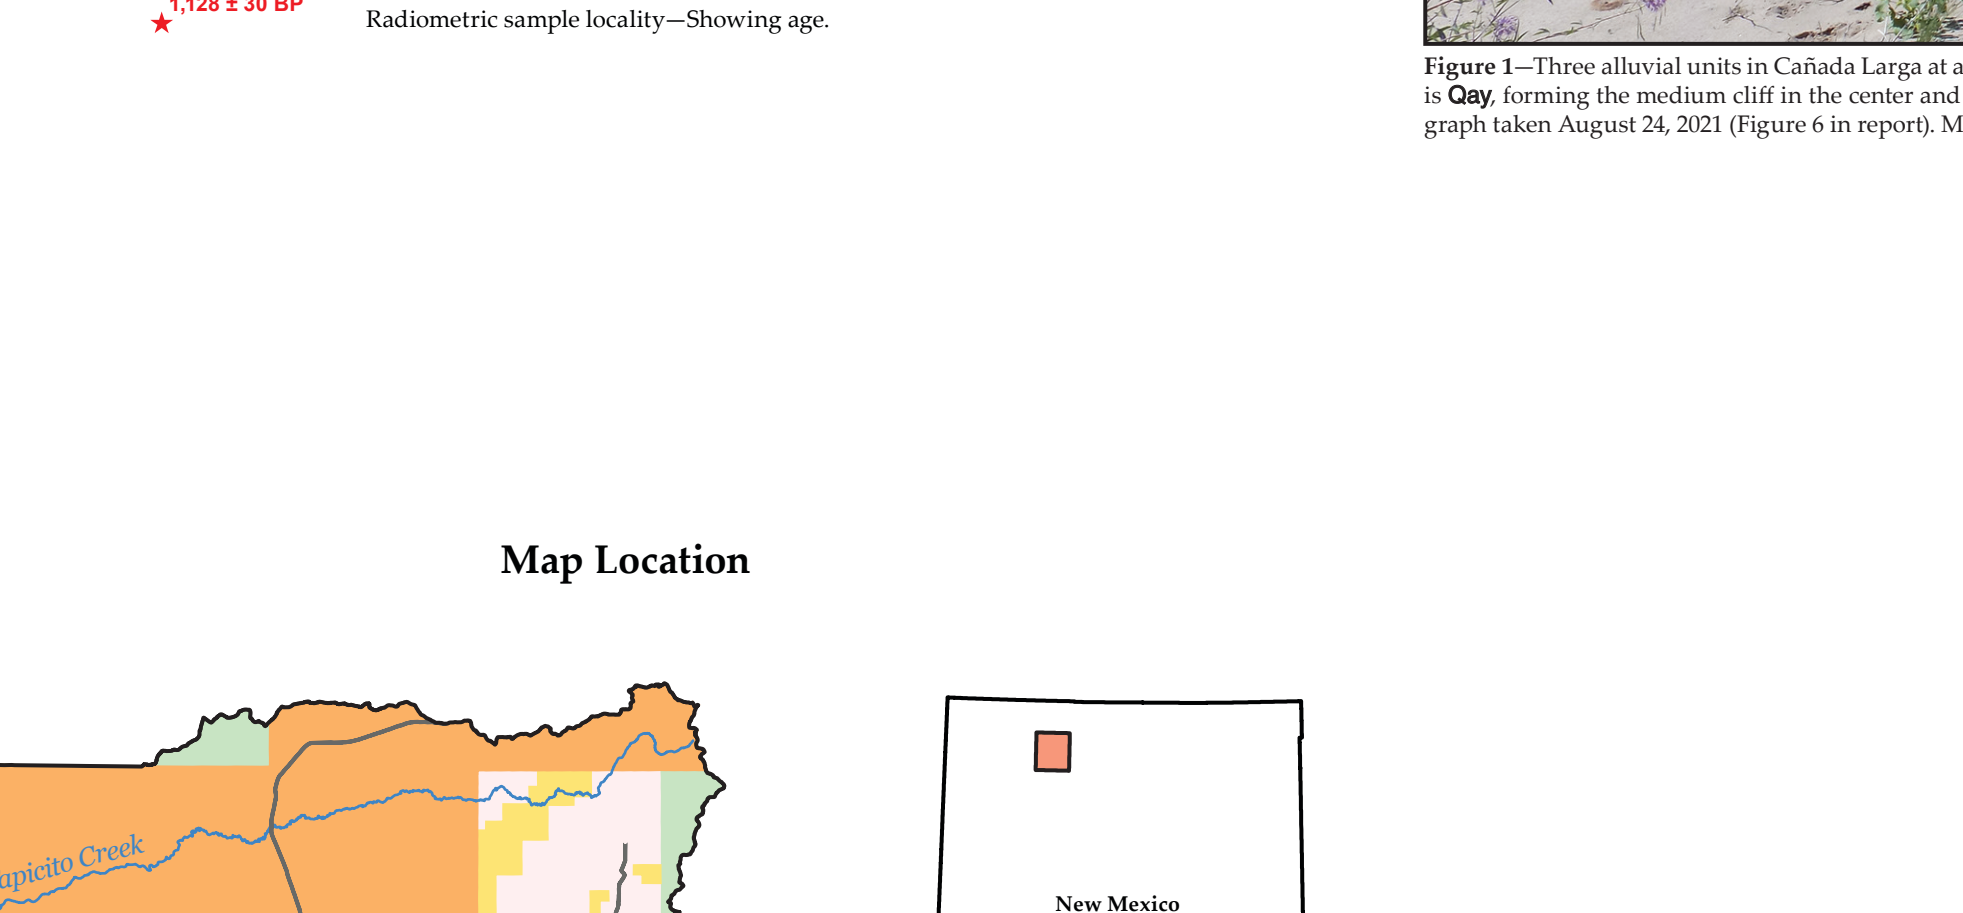 1,128 ± 30 BP
Radiometric sample locality—Showing age.
Figure 1—Three alluvial units in Cañada Larga at a
is Qay, forming the medium cliff in the center and
graph taken August 24, 2021 (Figure 6 in report). M
Map Location
apicito Creek
New Mexico